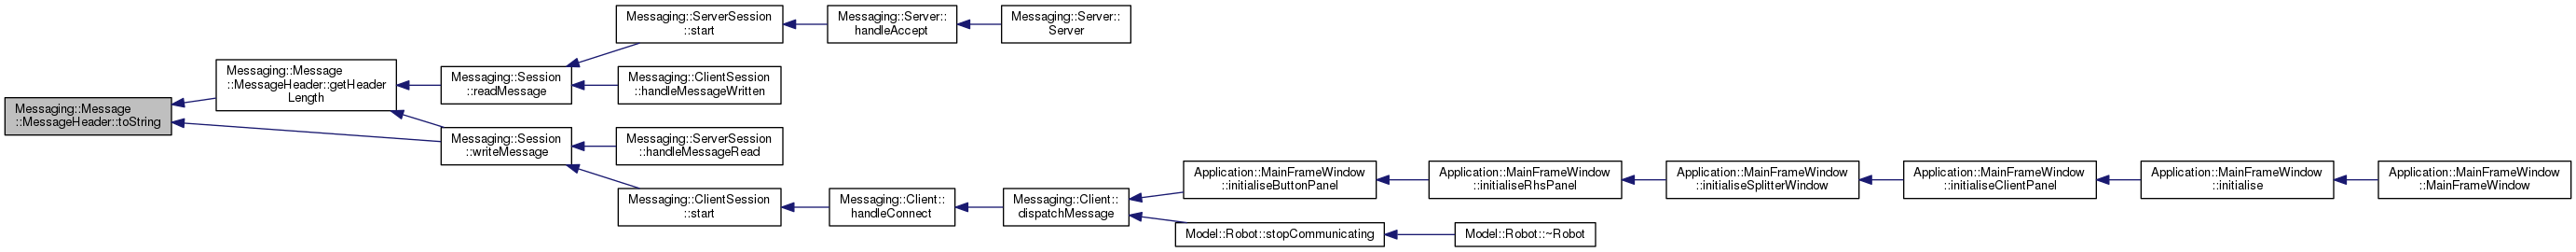 Messaging::Message
::MessageHeader::toString
Messaging::Message
::MessageHeader::getHeader
Length
Messaging::Session
::readMessage
Messaging::ServerSession
::start
Messaging::Server::
handleAccept
Messaging::Server::
Server
Messaging::ClientSession
::handleMessageWritten
Messaging::Session
::writeMessage
Messaging::ServerSession
::handleMessageRead
Messaging::ClientSession
::start
Messaging::Client::
handleConnect
Messaging::Client::
dispatchMessage
Application::MainFrameWindow
::initialiseButtonPanel
Application::MainFrameWindow
::initialiseRhsPanel
Application::MainFrameWindow
::initialiseSplitterWindow
Application::MainFrameWindow
::initialiseClientPanel
Application::MainFrameWindow
::initialise
Application::MainFrameWindow
::MainFrameWindow
Model::Robot::stopCommunicating
Model::Robot::~Robot